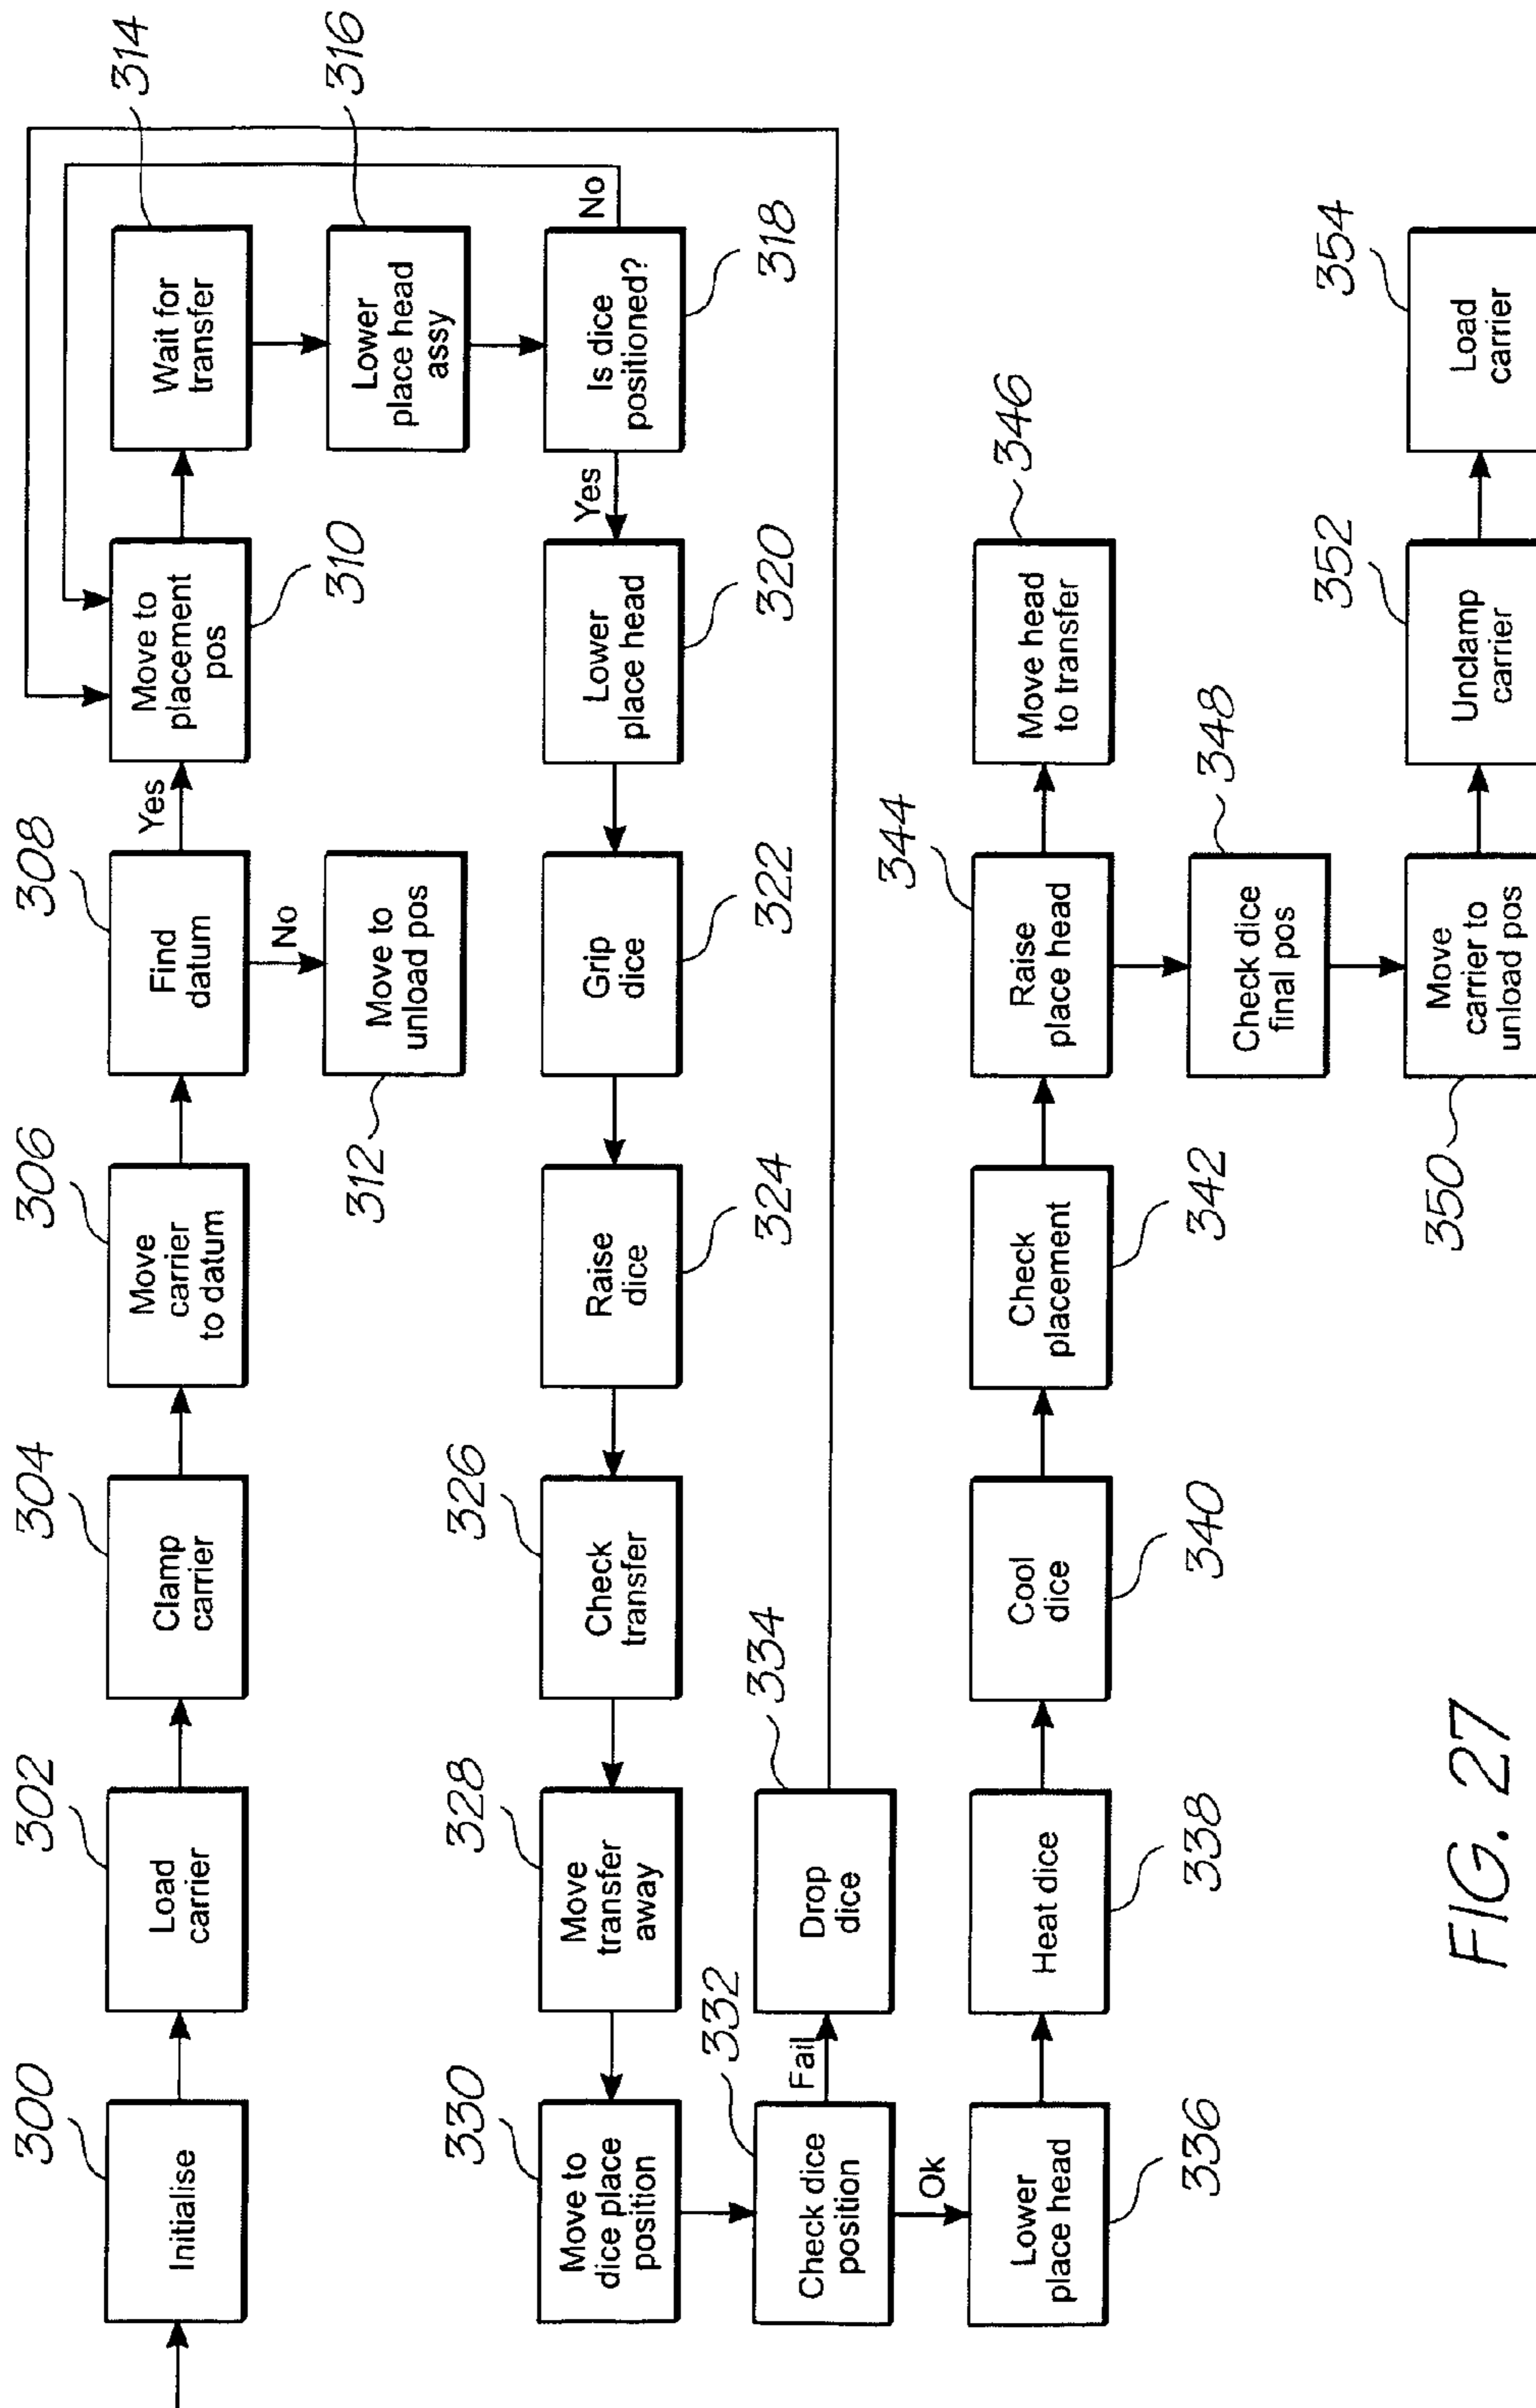 300
Initialise
302
Load
carrier
304
Clamp
carrier
306
Move
carrier
to datum
308
Find
datum
Yes
No
Move to
placement
pos
310
312
Move to
unload pos
314
Wait for
transfer
316
Lower
place head
assy
Is dice
positioned?
No
318
Yes
Lower
place head
320
Grip
dice
322
Raise
dice
324
326
Check
transfer
328
Move
transfer
away
330
Move to
dice place
position
332
Check dice
position
Fail
334
Drop
dice
Ok
Lower
place head
336
Heat dice
338
Cool
dice
340
Check
placement
342
344
Raise
place head
346
Move head
to transfer
348
Check dice
final pos
350
Move
carrier to
unload pos
352
Unclamp
carrier
354
Load
carrier
FIG. 27